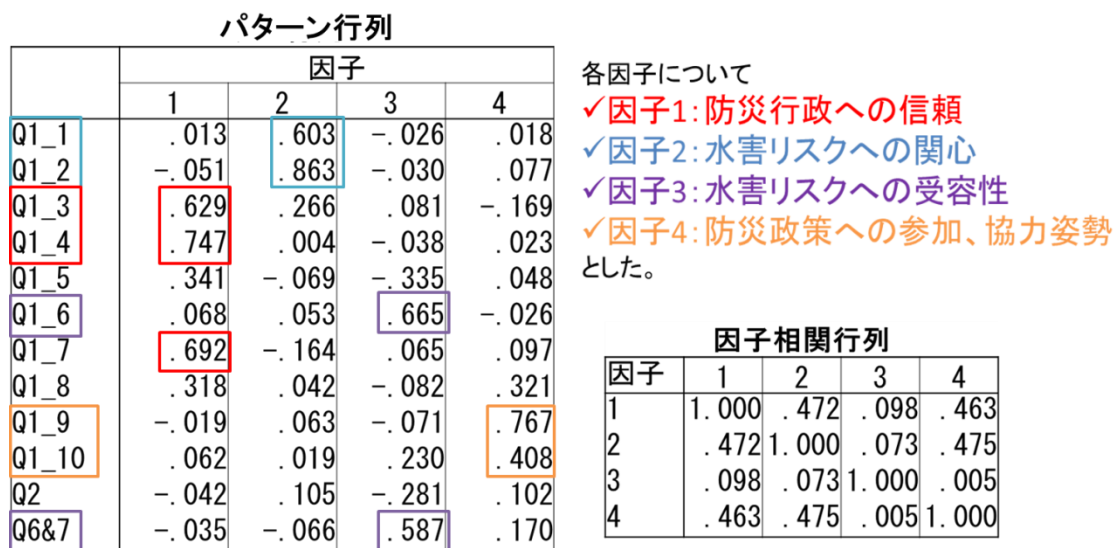 パターン行列
因子
1 2 3 4
Q1_1 .013 .603 -.026 .018
Q1_2 -.051 .863 -.030 .077
Q1_3 .629 .266 .081 -.169
Q1_4 .747 .004 -.038 .023
Q1_5 .341 -.069 -.335 .048
Q1_6 .068 .053 .665 -.026
Q1_7 .692 -.164 .065 .097
Q1_8 .318 .042 -.082 .321
Q1_9 -.019 .063 -.071 .767
Q1_10 .062 .019 .230 .408
Q2 -.042 .105 -.281 .102
Q6&7 -.035 -.066 .587 .170
各因子について
✓因子1:防災行政への信頼
✓因子2:水害リスクへの関心
✓因子3:水害リスクへの受容性
✓因子4:防災政策への参加、協力姿勢
とした。
因子相関行列
因子 1 2 3 4
1 1.000 .472 .098 .463
2 .472 1.000 .073 .475
3 .098 .073 1.000 .005
4 .463 .475 .005 1.000